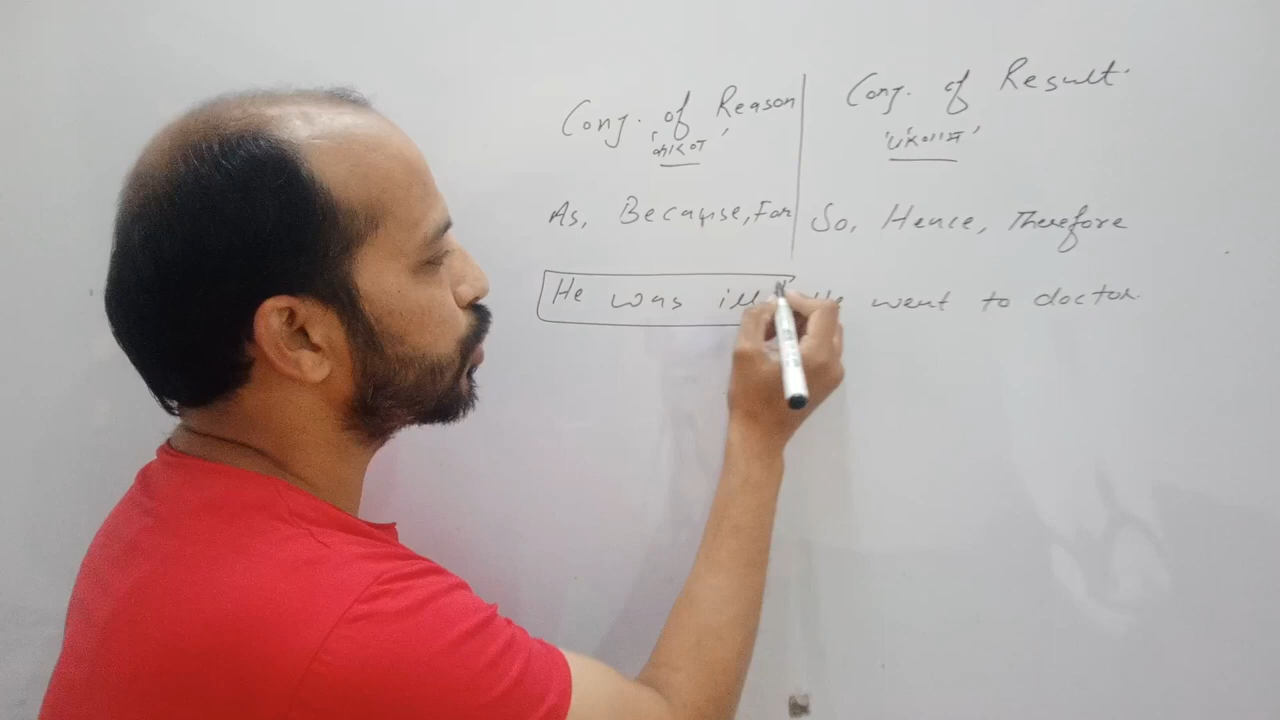 Conj. of Reason
Conj. of Result.
'कारण'
'परिणाम'
As, Because, For
So, Hence, Therefore
He was ill He went to doctor.